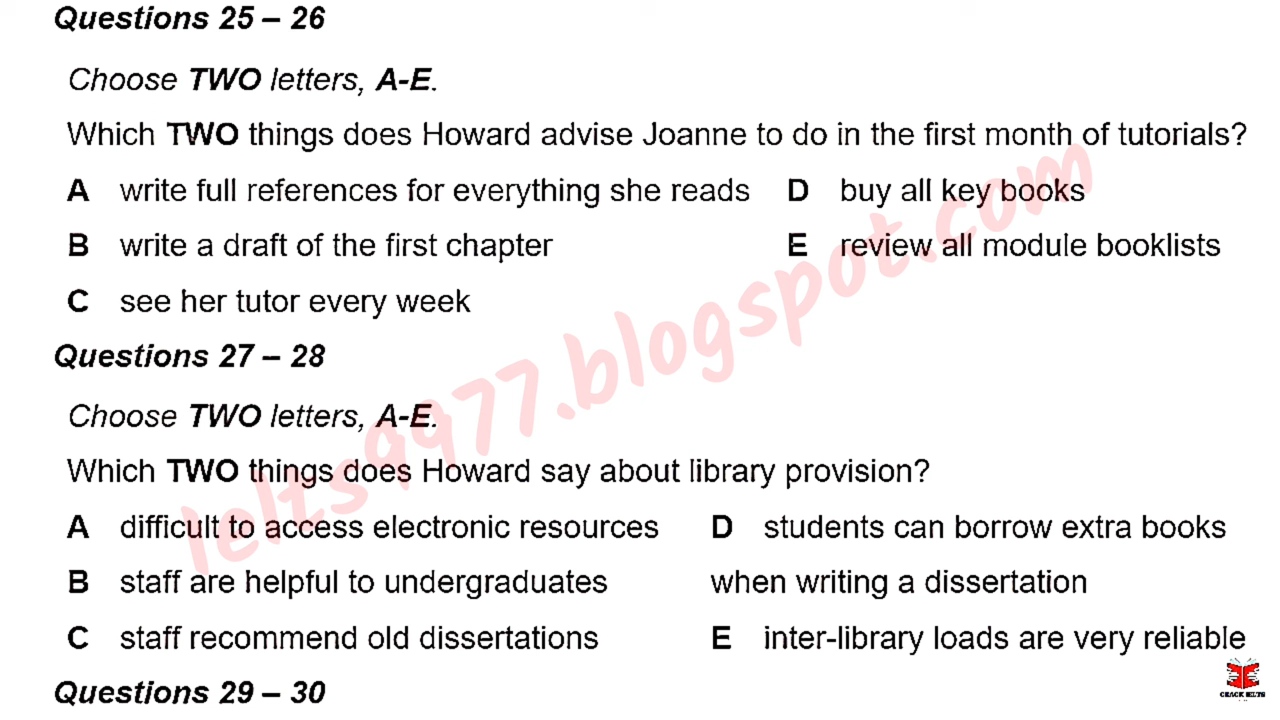 Questions 25 – 26
Choose TWO letters, A-E.
Which TWO things does Howard advise Joanne to do in the first month of tutorials?
A write full references for everything she reads
B write a draft of the first chapter
C see her tutor every week
D buy all key books
E review all module booklists
Questions 27 – 28
Choose TWO letters, A-E.
Which TWO things does Howard say about library provision?
A difficult to access electronic resources
B staff are helpful to undergraduates
C staff recommend old dissertations
D students can borrow extra books
when writing a dissertation
E inter-library loads are very reliable
Questions 29 – 30
Ielts9977.blogspot.com
CRACK IELTS